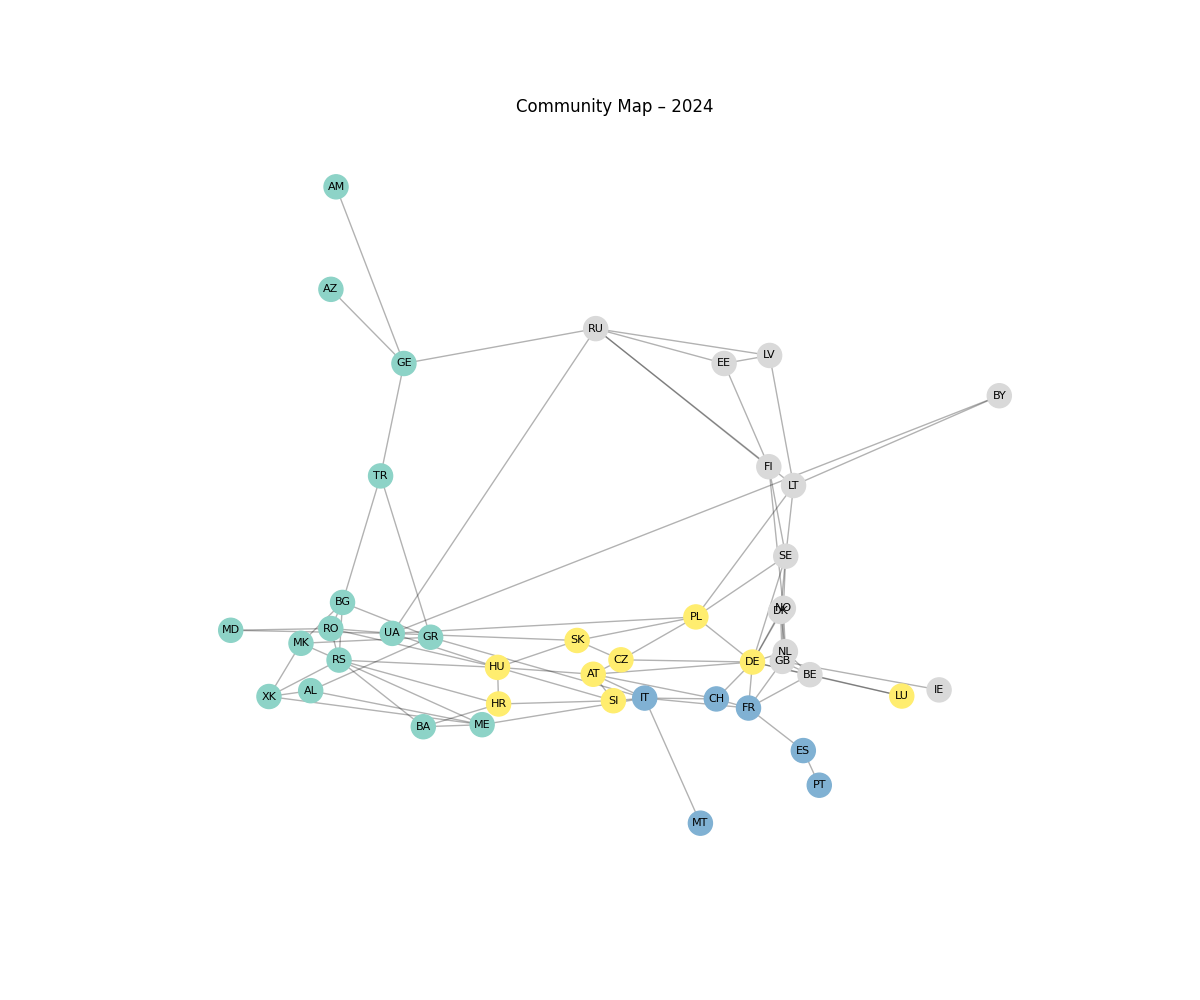 Community Map – 2024
AM
AZ
RU
LV
EE
GE
BY
FI
LT
TR
SE
BG
NO
DK
PL
RO
MD
UA
GR
SK
MK
NL
RS
CZ
GB
DE
HU
AT
BE
IE
AL
XK
LU
IT
CH
SI
HR
FR
ME
BA
ES
PT
MT